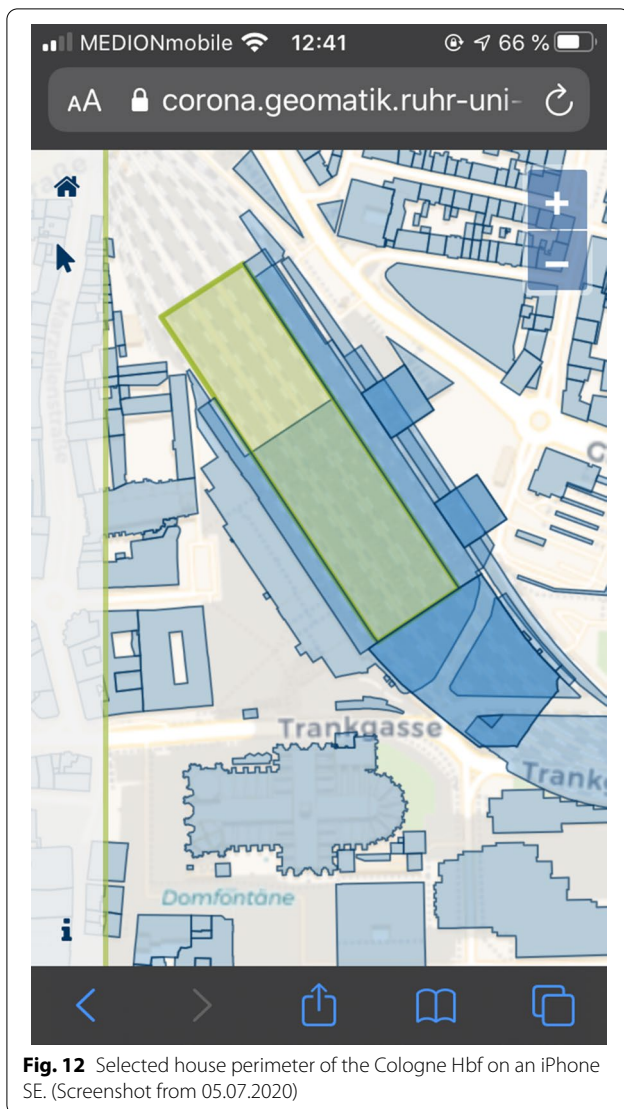 MEDIONmobile 12:41 66 %
AA corona.geomatik.ruhr-uni-
Marzellenstraße
+
−
G
Trankgasse
Trankg
Domfontäne
i
Fig. 12 Selected house perimeter of the Cologne Hbf on an iPhone
SE. (Screenshot from 05.07.2020)